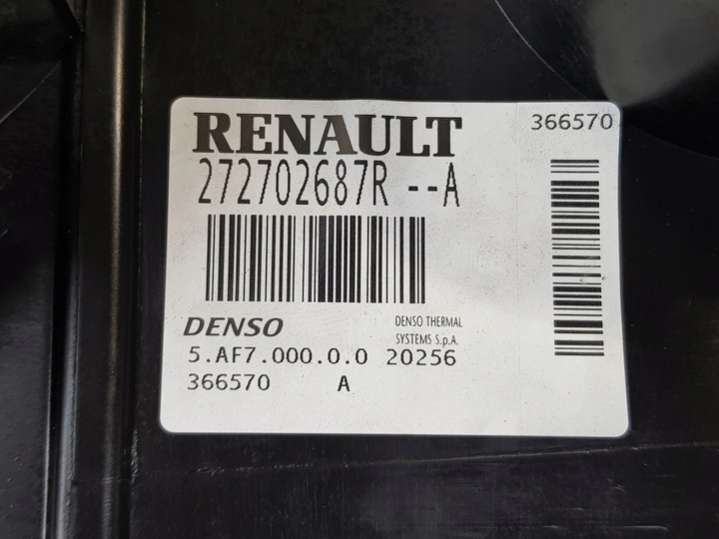 RENAULT
366570
272702687R --A
DENSO
DENSO THERMAL
SYSTEMS S.p.A.
5.AF7.000.0.0 20256
366570 A